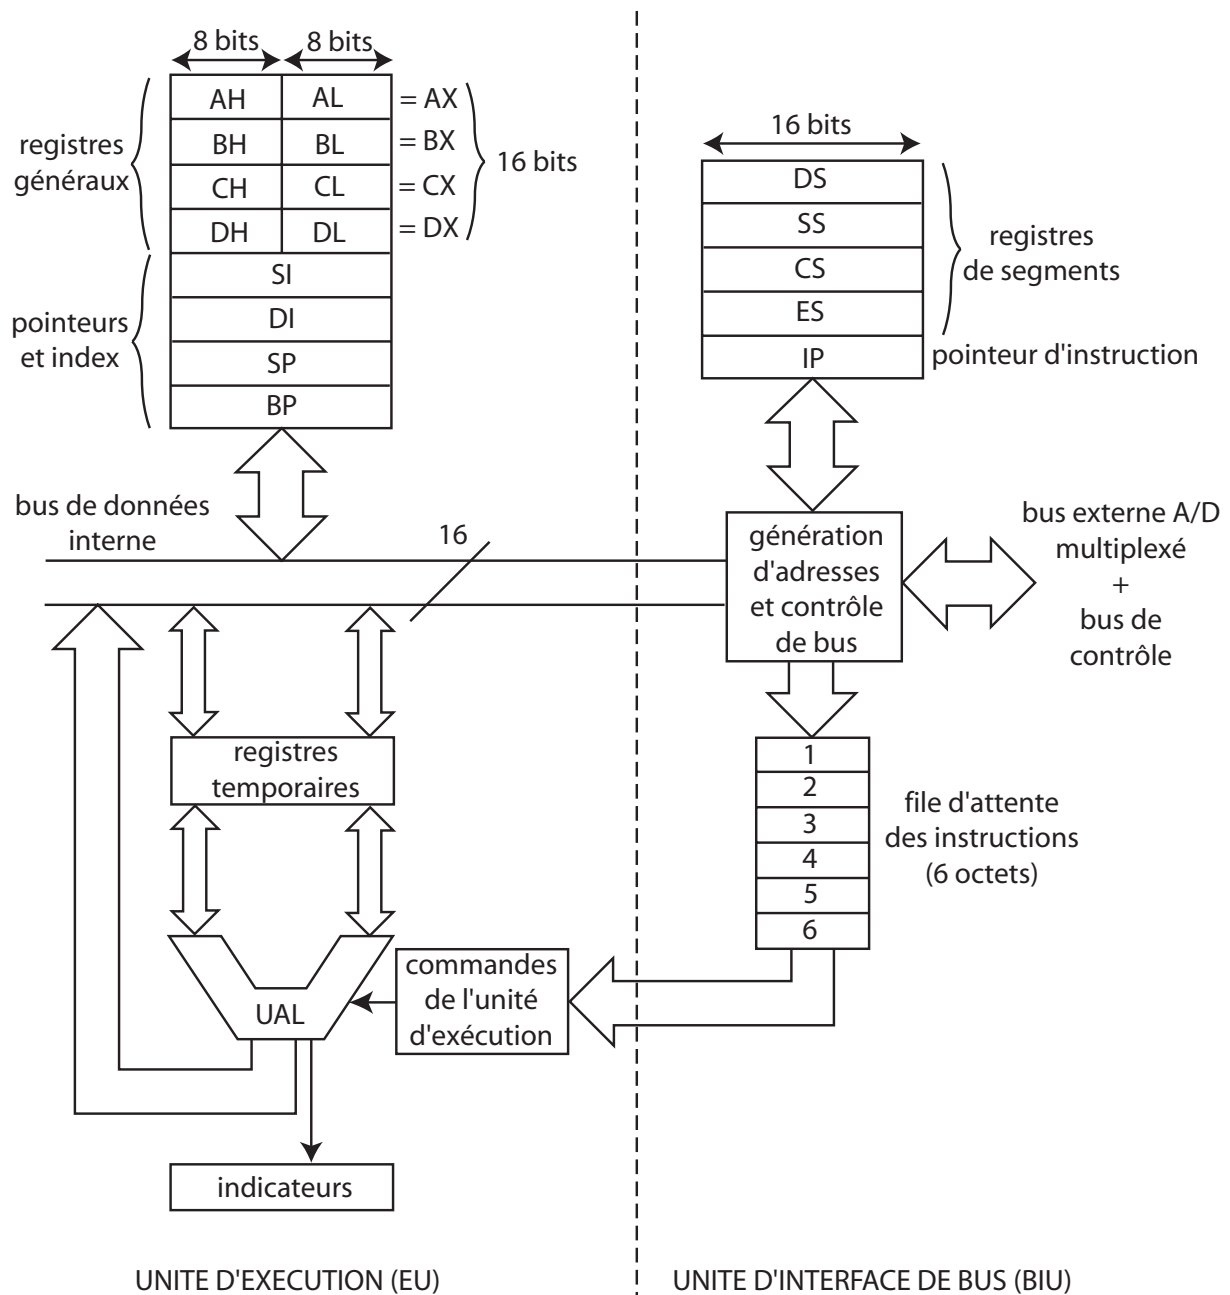 8 bits
8 bits
AH
AL
= AX
BH
BL
= BX
CH
CL
= CX
DH
DL
= DX
16 bits
registres
généraux
SI
DI
SP
BP
pointeurs
et index
16 bits
DS
SS
CS
ES
IP
registres
de segments
pointeur d'instruction
bus de données
interne
16
génération
d'adresses
et contrôle
de bus
bus externe A/D
multiplexé
+
bus de
contrôle
registres
temporaires
1
2
3
4
5
6
file d'attente
des instructions
(6 octets)
UAL
commandes
de l'unité
d'exécution
indicateurs
UNITE D'EXECUTION (EU)
UNITE D'INTERFACE DE BUS (BIU)